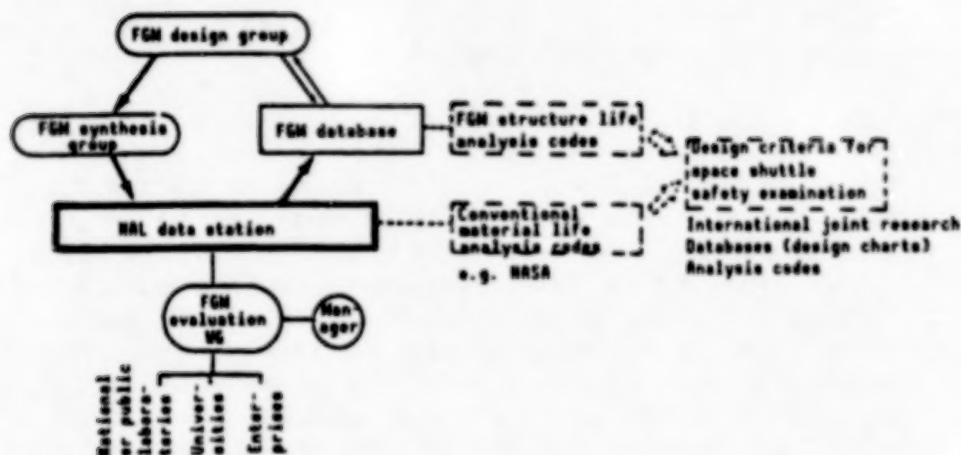 FGM design group
FGM synthesis
group
FGM database
FGM structure life
analysis codes
Design criteria for
space shuttle
safety examination
NAL data station
Conventional
material life
analysis codes
e.g. NASA
International joint research
Databases (design charts)
Analysis codes
FGM
evaluation
WG
Man-
ager
National
or public
labora-
tories
Univer-
sities
Enter-
prises